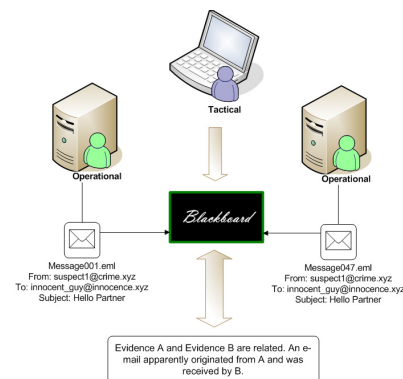 Tactical
Operational
Operational
Blackboard
Message001.eml
From: suspect1@crime.xyz
To: innocent_guy@innocence.xyz
Subject: Hello Partner
Message047.eml
From: suspect1@crime.xyz
To: innocent_guy@innocence.xyz
Subject: Hello Partner
Evidence A and Evidence B are related. An e-
mail apparently originated from A and was
received by B.